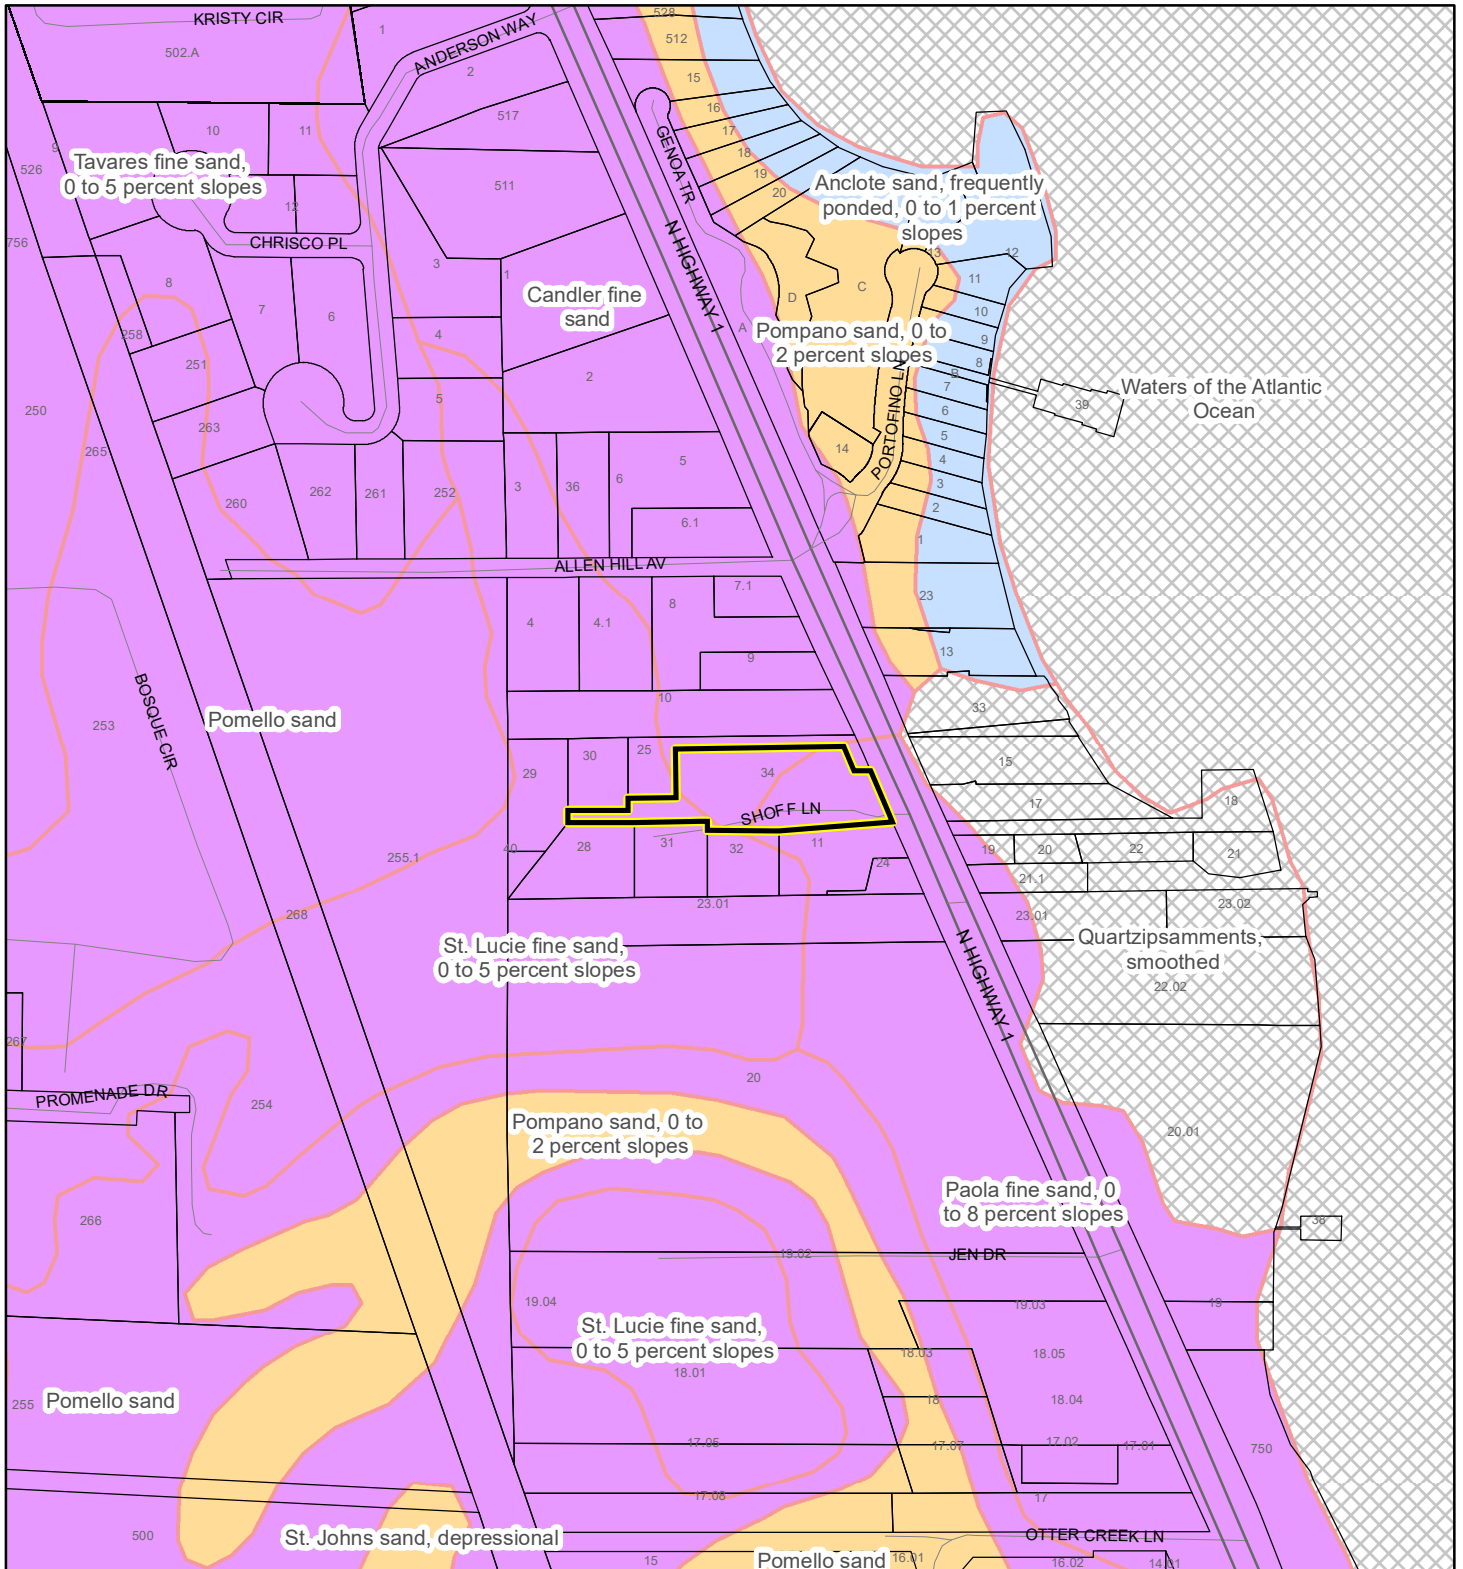 KRISTY CIR
502.A
1
ANDERSON WAY
2
528
512
15
16
17
18
19
20
517
10
11
9
526
Tavares fine sand,
0 to 5 percent slopes
12
511
GENOA TR
Anclote sand, frequently
ponded, 0 to 1 percent
slopes
756
CHRISCO PL
3
1
N HIGHWAY 1
13
12
11
8
7
6
Candler fine
sand
D
C
10
258
251
4
A
Pompano sand, 0 to
2 percent slopes
9
8
B
7
PORTOFINO LN
Waters of the Atlantic
Ocean
39
2
5
6
250
263
265
5
4
14
260
262
261
252
3
36
6
5
6.1
3
2
1
ALLEN HILL AV
7.1
23
4
4.1
8
9
13
10
BOSQUE CIR
253
Pomello sand
33
29
30
25
34
15
SHOFF LN
17
18
40
28
31
32
11
24
19
20
22
21
255.1
21.1
268
23.01
23.01
23.02
St. Lucie fine sand,
0 to 5 percent slopes
N HIGHWAY 1
Quartzipsamments,
smoothed
22.02
267
PROMENADE DR
254
20
Pompano sand, 0 to
2 percent slopes
20.01
266
Paola fine sand, 0
to 8 percent slopes
38
19.02
JEN DR
19.04
19.03
19
St. Lucie fine sand,
0 to 5 percent slopes
18.03
18.05
18.01
255
Pomello sand
18
18.04
17.05
17.07
17.02
17.01
750
17.08
17
500
St. Johns sand, depressional
OTTER CREEK LN
15
Pomello sand
16.01
16.02
14.01